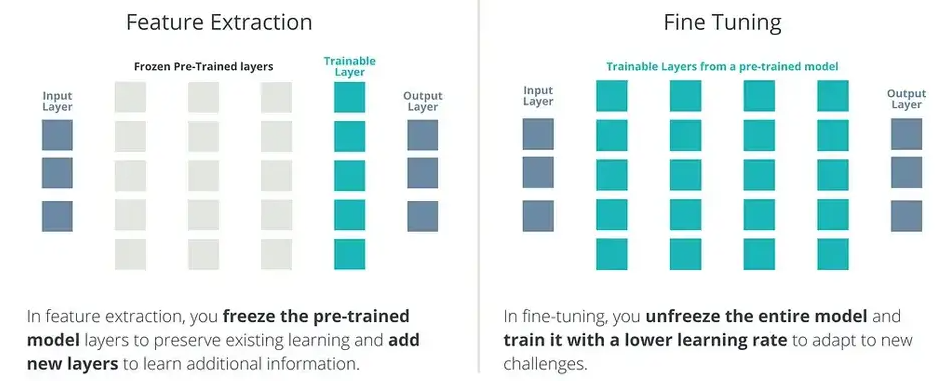 Feature Extraction
Frozen Pre-Trained layers
Trainable
Layer
Input
Layer
Output
Layer
In feature extraction, you freeze the pre-trained
model layers to preserve existing learning and add
new layers to learn additional information.
Fine Tuning
Trainable Layers from a pre-trained model
Input
Layer
Output
Layer
In fine-tuning, you unfreeze the entire model and
train it with a lower learning rate to adapt to new
challenges.